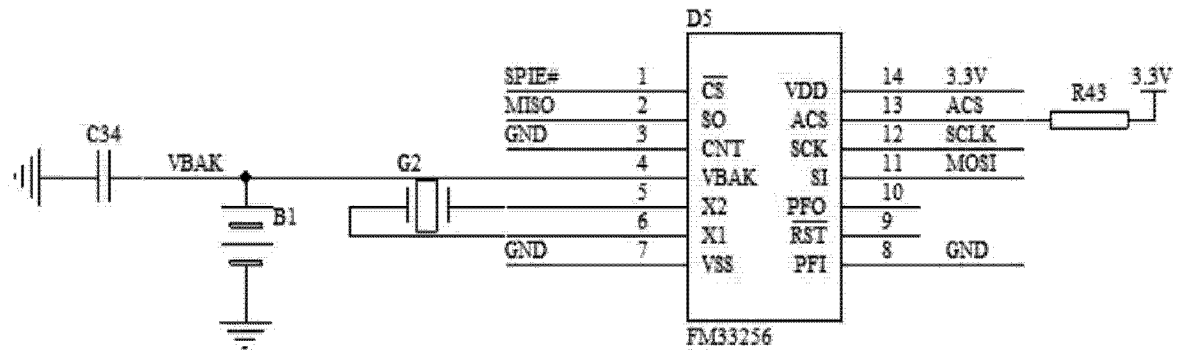 D5
SPIE# 1 CS VDD 14 3.3V 3.3V
MISO 2 SO ACS 13 ACS R43
GND 3 CNT SCK 12 SCLK
C34 VBAK G2 4 VBAK SI 11 MOSI
5 X2 PFO 10
B1 6 X1 RST 9
GND 7 VSS PFI 8 GND
FM33256